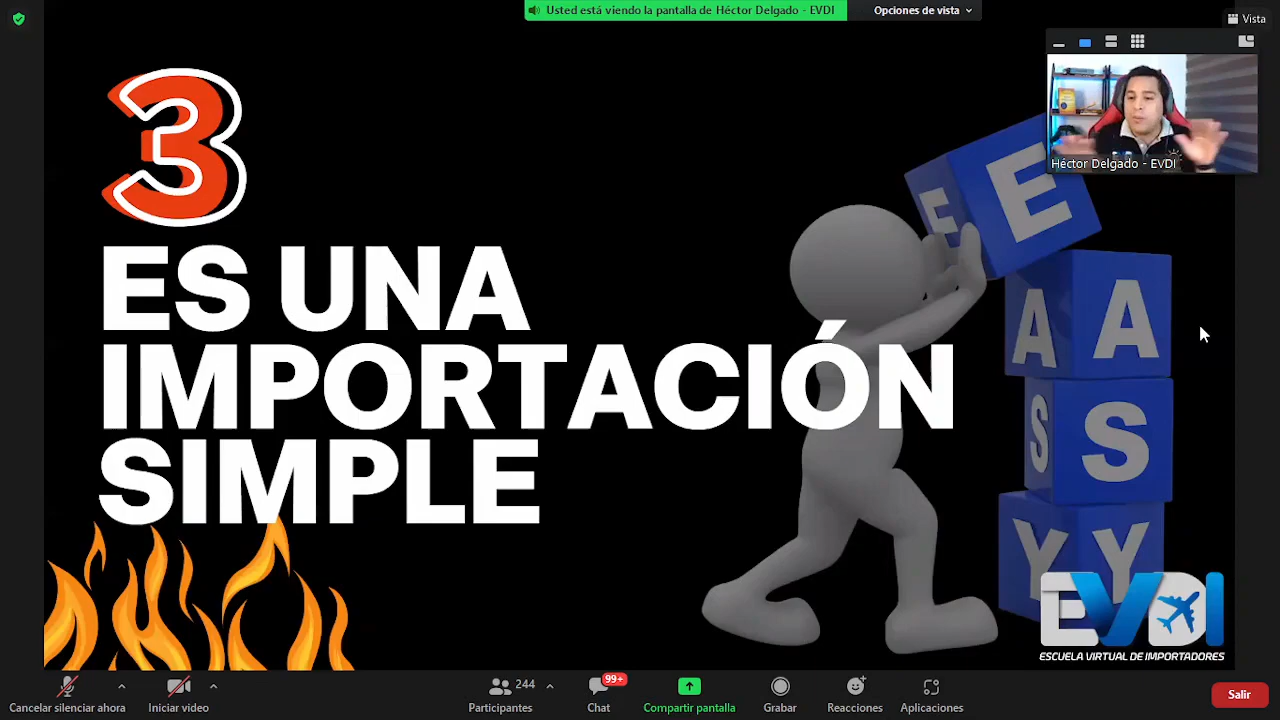 Usted está viendo la pantalla de Héctor Delgado - EVDI
Opciones de vista
Vista
Héctor Delgado - EVDI
3
ES UNA
IMPORTACIÓN
SIMPLE
E E
A A
S S
Y Y
EVDI
ESCUELA VIRTUAL DE IMPORTADORES
Cancelar silenciar ahora
Iniciar video
244
Participantes
99+
Chat
Compartir pantalla
Grabar
Reacciones
Aplicaciones
Salir